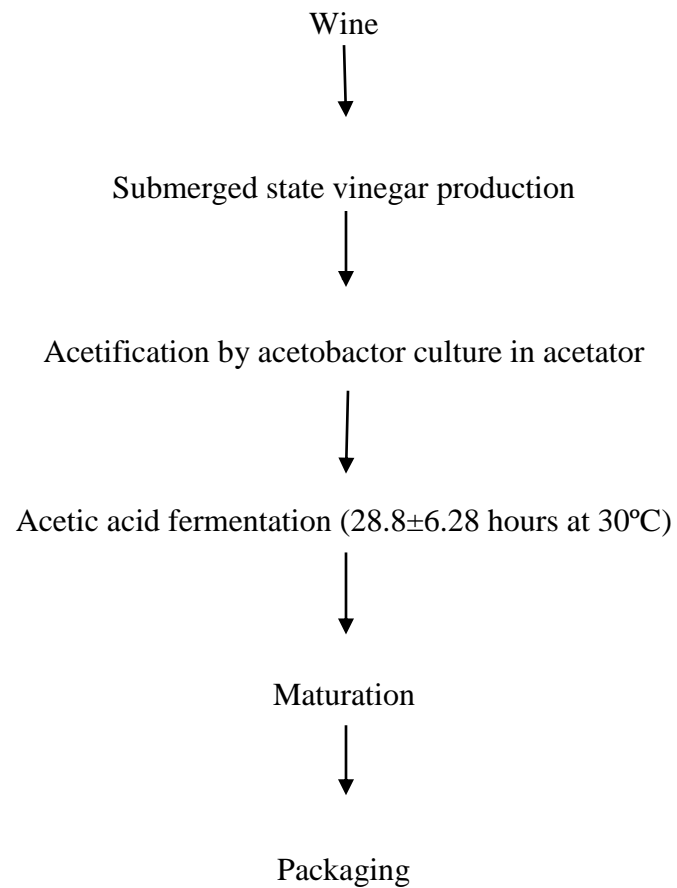 Wine
Submerged state vinegar production
Acetification by acetobactor culture in acetator
Acetic acid fermentation (28.8±6.28 hours at 30ºC)
Maturation
Packaging